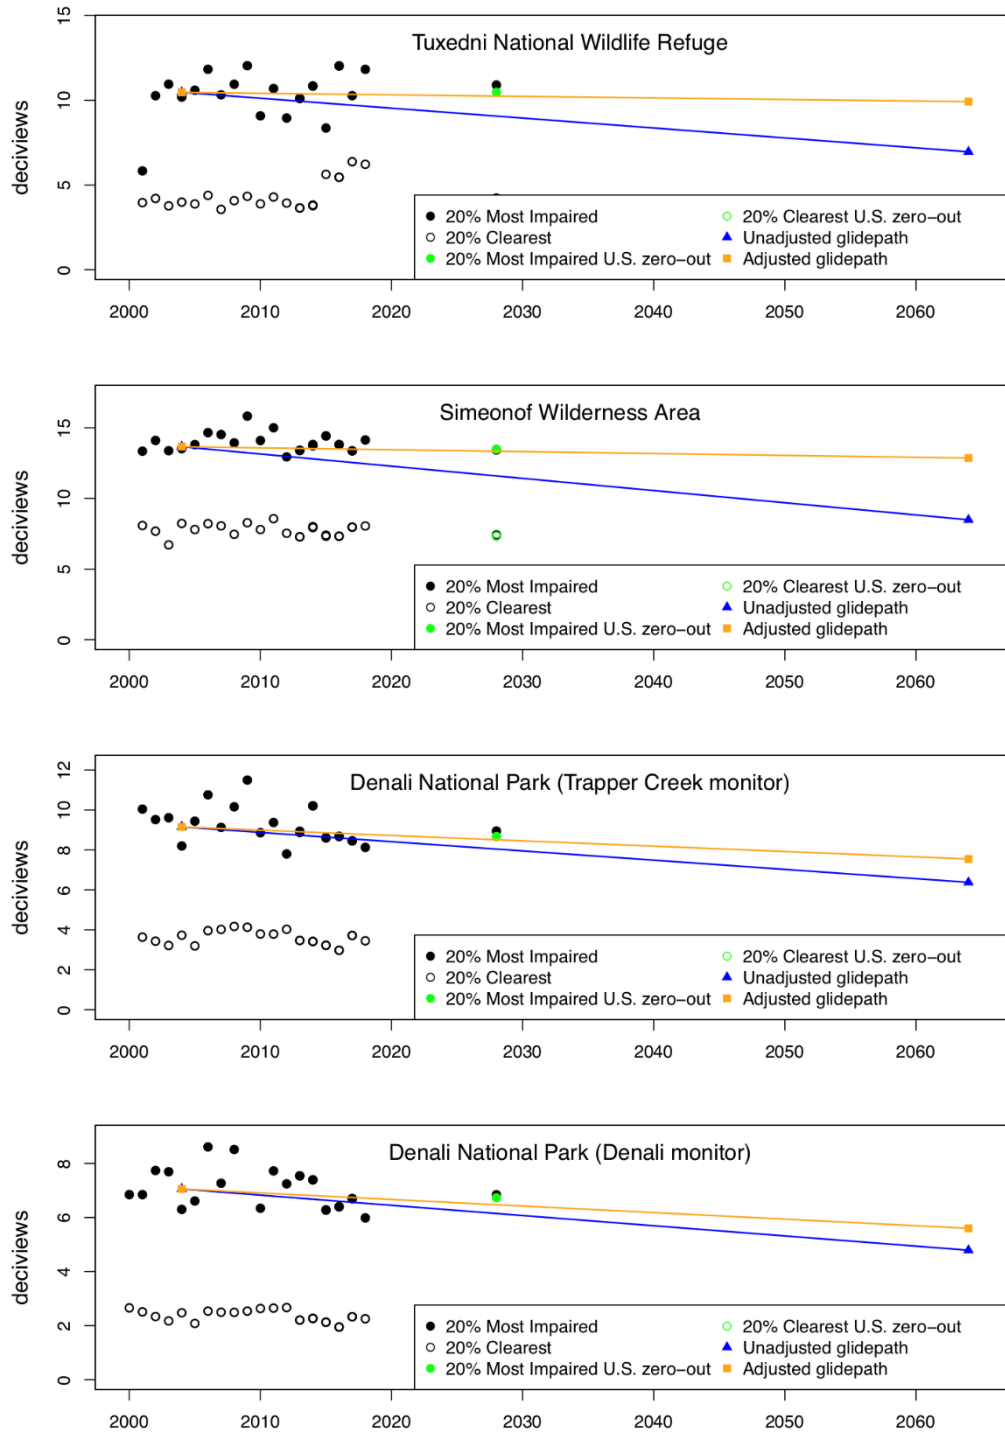 Tuxedni National Wildlife Refuge
deciviews
15
10
5
0
20% Most Impaired
20% Clearest
20% Most Impaired U.S. zero−out
20% Clearest U.S. zero−out
Unadjusted glidepath
Adjusted glidepath
2000 2010 2020 2030 2040 2050 2060
Simeonof Wilderness Area
deciviews
15
10
5
0
20% Most Impaired
20% Clearest
20% Most Impaired U.S. zero−out
20% Clearest U.S. zero−out
Unadjusted glidepath
Adjusted glidepath
2000 2010 2020 2030 2040 2050 2060
Denali National Park (Trapper Creek monitor)
deciviews
12
10
8
6
4
2
0
20% Most Impaired
20% Clearest
20% Most Impaired U.S. zero−out
20% Clearest U.S. zero−out
Unadjusted glidepath
Adjusted glidepath
2000 2010 2020 2030 2040 2050 2060
Denali National Park (Denali monitor)
deciviews
8
6
4
2
0
20% Most Impaired
20% Clearest
20% Most Impaired U.S. zero−out
20% Clearest U.S. zero−out
Unadjusted glidepath
Adjusted glidepath
2000 2010 2020 2030 2040 2050 2060